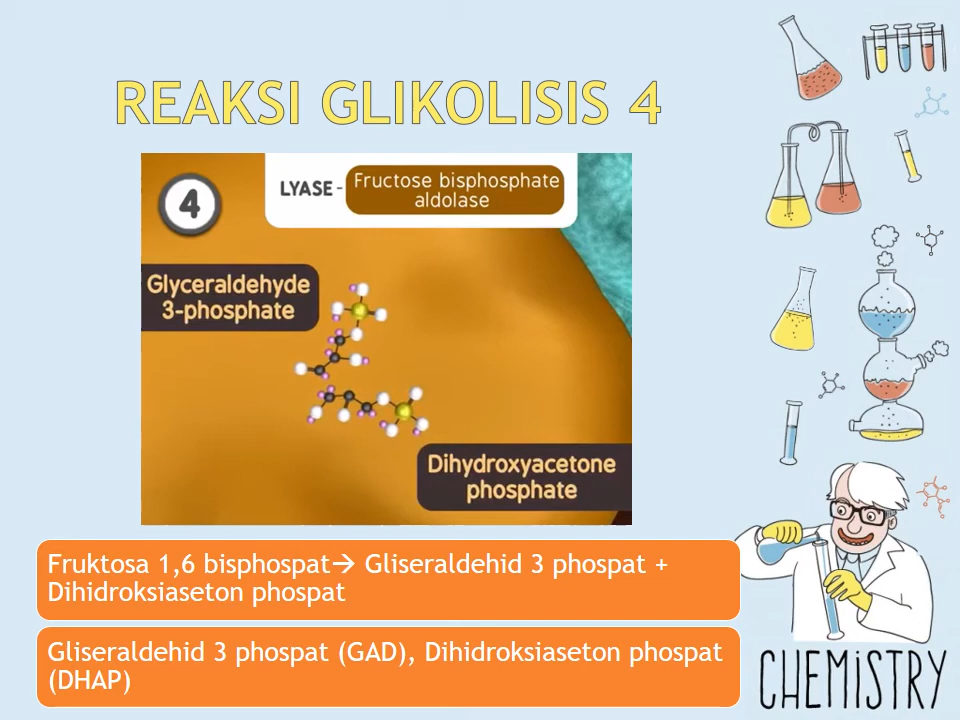 REAKSI GLIKOLISIS 4
4
LYASE - Fructose bisphosphate
aldolase
Glyceraldehyde
3-phosphate
Dihydroxyacetone
phosphate
Fruktosa 1,6 bisphospat→ Gliseraldehid 3 phospat +
Dihidroksiaseton phospat
Gliseraldehid 3 phospat (GAD), Dihidroksiaseton phospat
(DHAP)
CHEMiSTRY